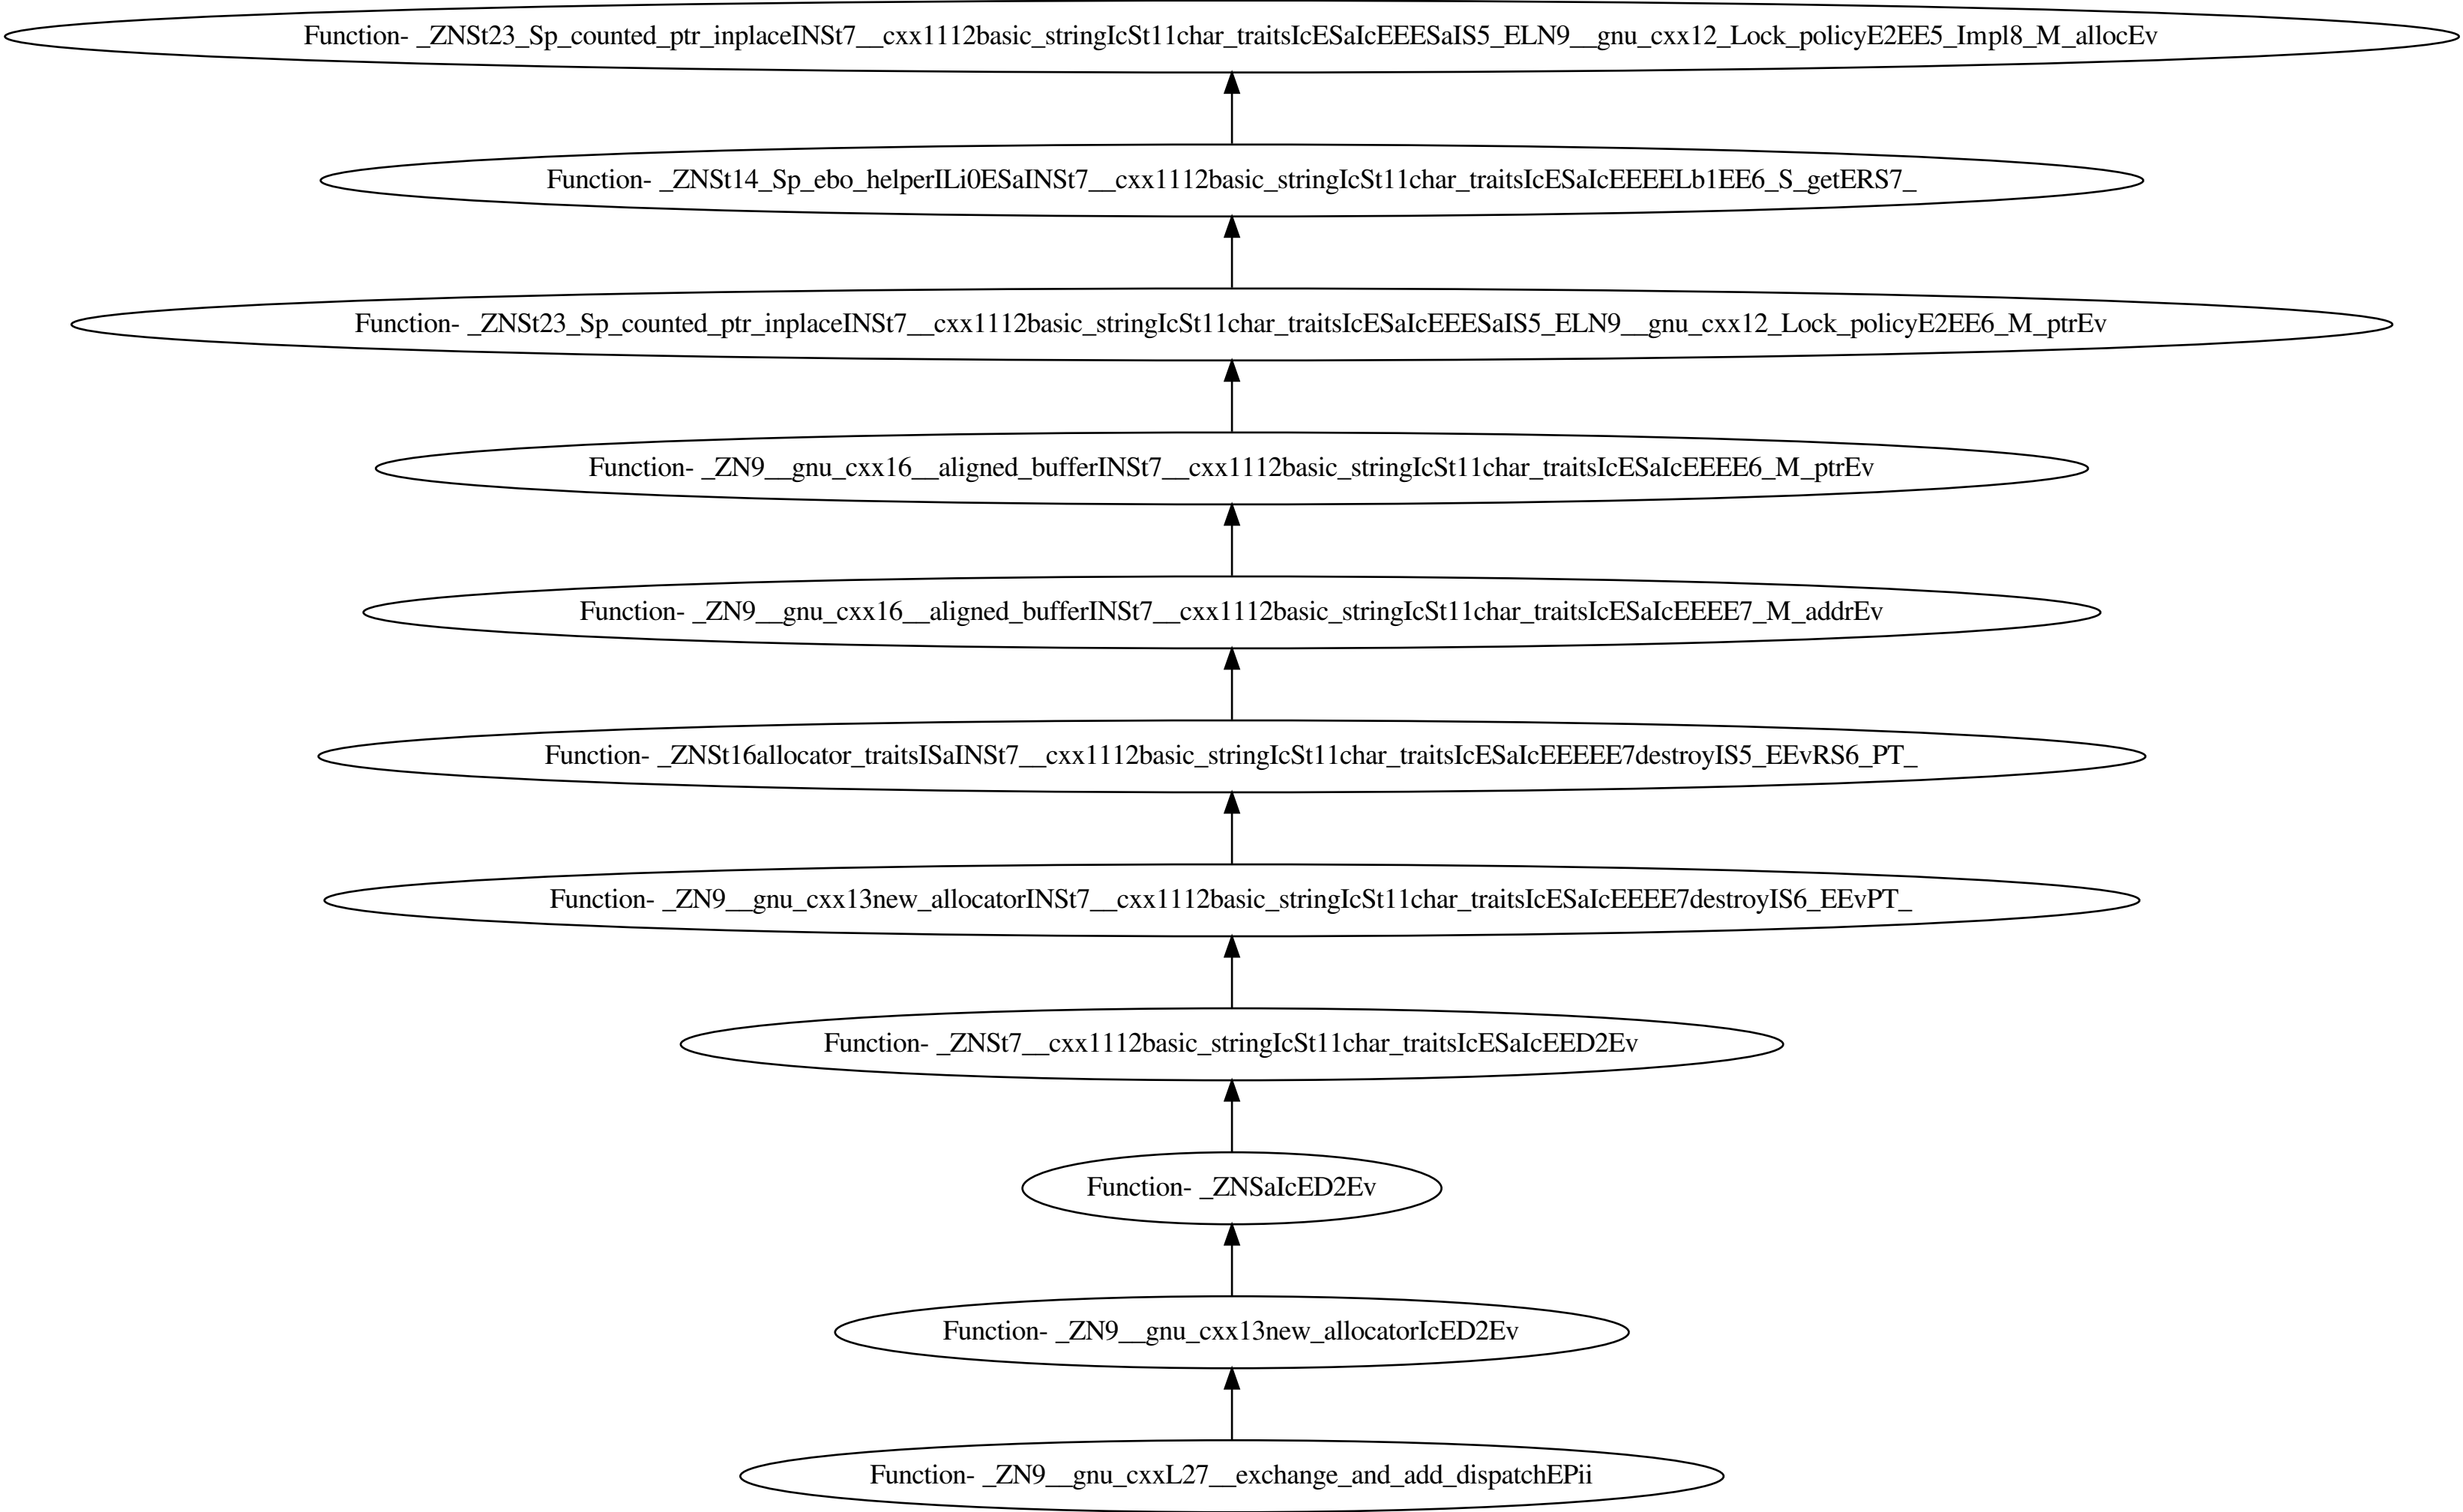 Function- _ZNSt23_Sp_counted_ptr_inplaceINSt7__cxx1112basic_stringIcSt11char_traitsIcESaIcEEESaIS5_ELN9__gnu_cxx12_Lock_policyE2EE5_Impl8_M_allocEv
Function- _ZNSt14_Sp_ebo_helperILi0ESaINSt7__cxx1112basic_stringIcSt11char_traitsIcESaIcEEEELb1EE6_S_getERS7_
Function- _ZNSt23_Sp_counted_ptr_inplaceINSt7__cxx1112basic_stringIcSt11char_traitsIcESaIcEEESaIS5_ELN9__gnu_cxx12_Lock_policyE2EE6_M_ptrEv
Function- _ZN9__gnu_cxx16__aligned_bufferINSt7__cxx1112basic_stringIcSt11char_traitsIcESaIcEEEE6_M_ptrEv
Function- _ZN9__gnu_cxx16__aligned_bufferINSt7__cxx1112basic_stringIcSt11char_traitsIcESaIcEEEE7_M_addrEv
Function- _ZNSt16allocator_traitsISaINSt7__cxx1112basic_stringIcSt11char_traitsIcESaIcEEEEE7destroyIS5_EEvRS6_PT_
Function- _ZN9__gnu_cxx13new_allocatorINSt7__cxx1112basic_stringIcSt11char_traitsIcESaIcEEEE7destroyIS6_EEvPT_
Function- _ZNSt7__cxx1112basic_stringIcSt11char_traitsIcESaIcEED2Ev
Function- _ZNSaIcED2Ev
Function- _ZN9__gnu_cxx13new_allocatorIcED2Ev
Function- _ZN9__gnu_cxxL27__exchange_and_add_dispatchEPii